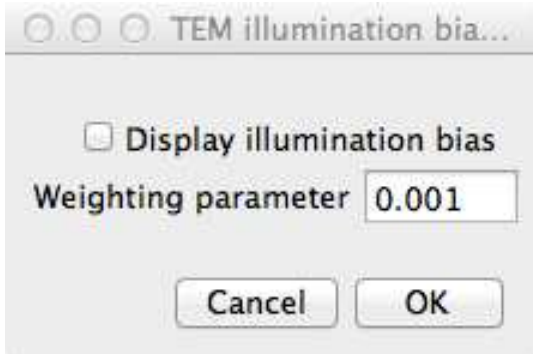 TEM illumination bia...
Display illumination bias
Weighting parameter 0.001
Cancel OK